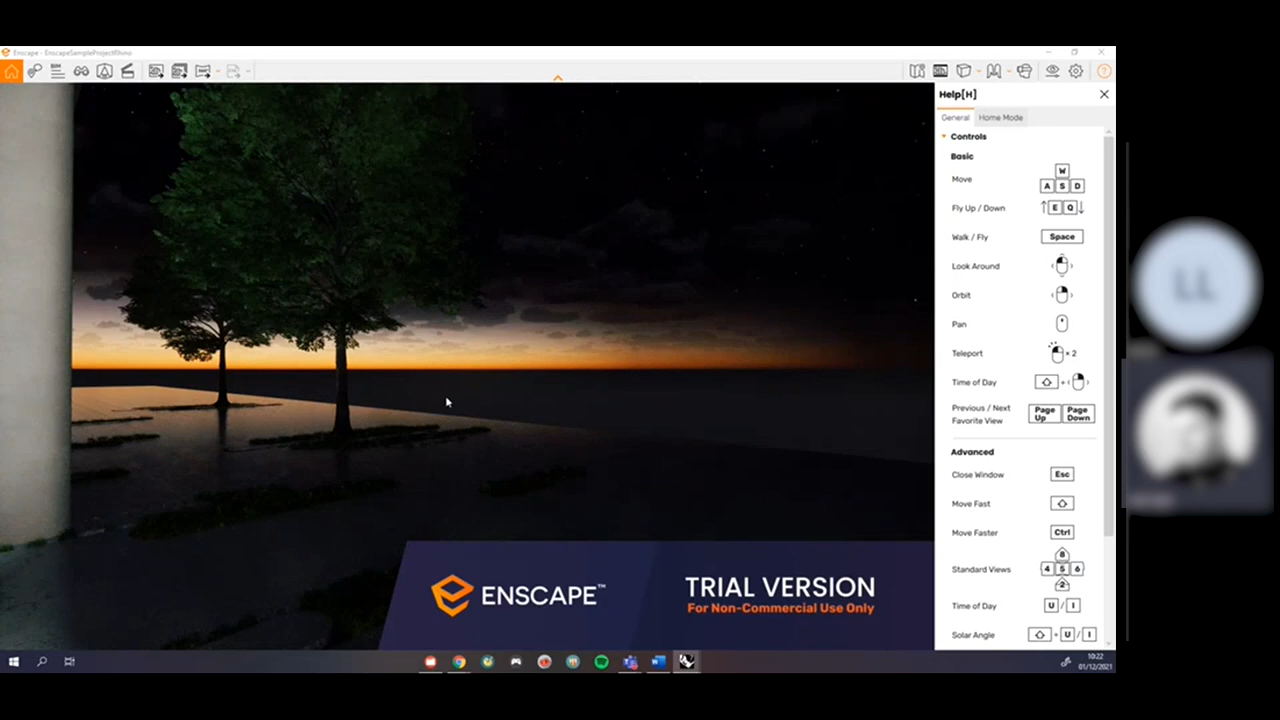 Enscape - EnscapeSampleProjectRhino
Help[H]
General Home Mode
Controls
Basic
Move
W
A S D
Fly Up / Down
E Q
Walk / Fly
Space
Look Around
Orbit
Pan
Teleport
x 2
Time of Day
+
Previous / Next
Favorite View
Page Up
Page Down
Advanced
Close Window
Esc
Move Fast
Move Faster
Ctrl
Standard Views
8
4 5 6
2
Time of Day
U / I
Solar Angle
+ U / I
ENSCAPE™
TRIAL VERSION
For Non-Commercial Use Only
LL
10:22
01/12/2021